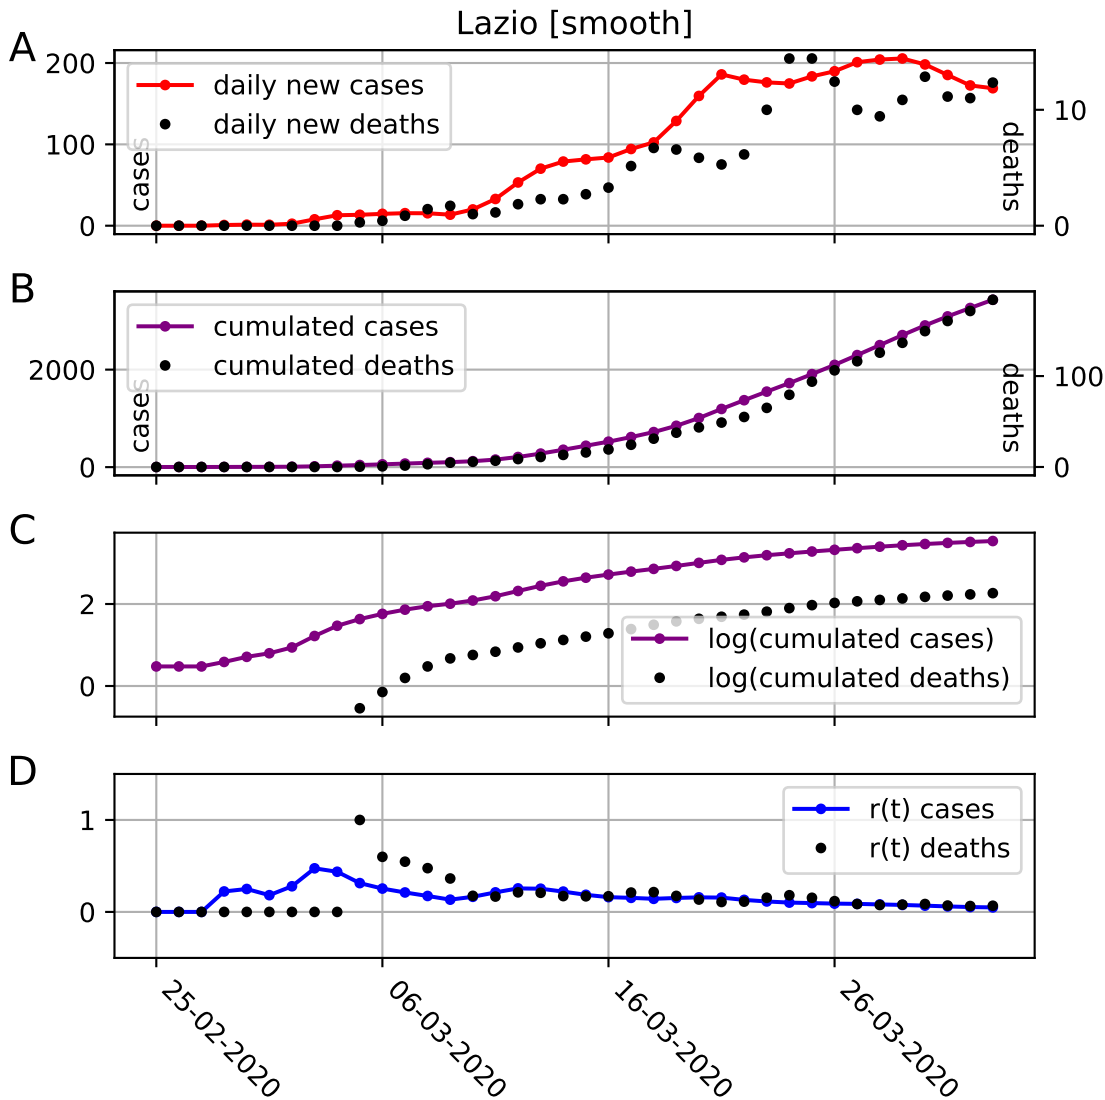 Lazio [smooth]
A
200
100
0
cases
daily new cases
daily new deaths
10
0
deaths
B
2000
0
cases
cumulated cases
cumulated deaths
100
0
deaths
C
2
0
log(cumulated cases)
log(cumulated deaths)
D
1
0
r(t) cases
r(t) deaths
25-02-2020
06-03-2020
16-03-2020
26-03-2020